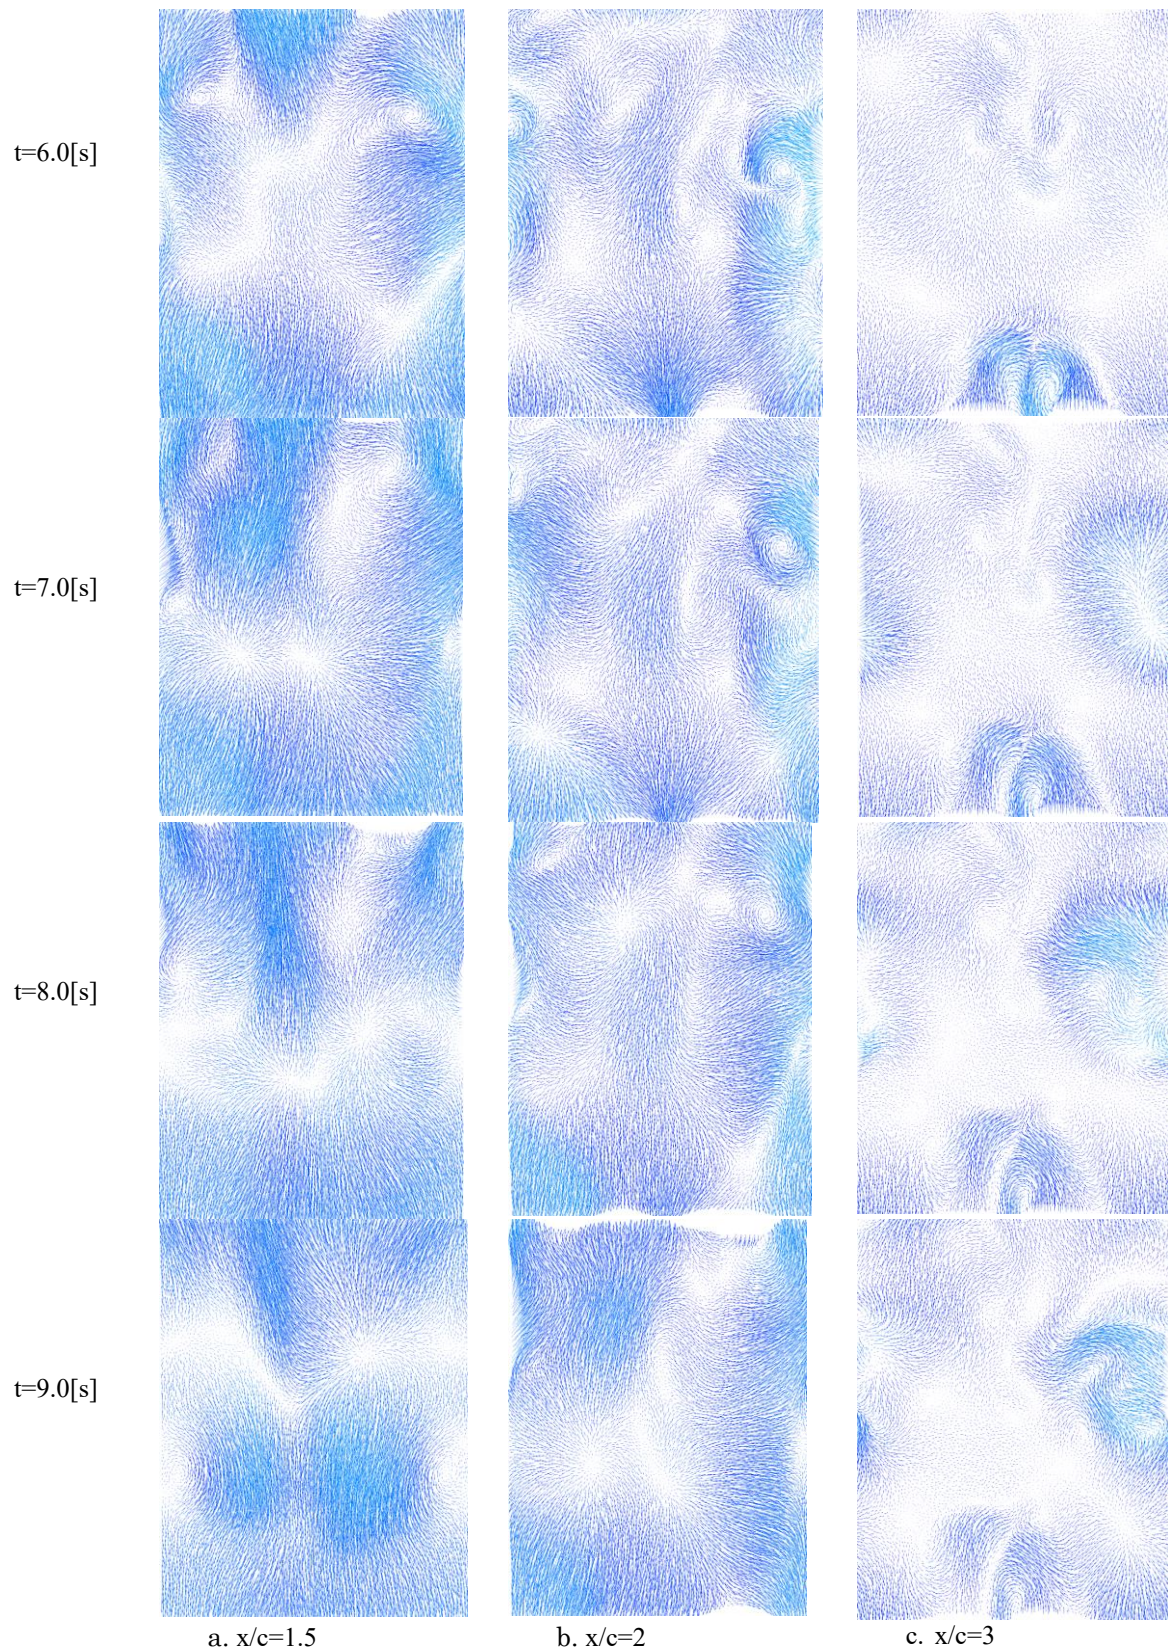 t=6.0[s]
t=7.0[s]
t=8.0[s]
t=9.0[s]
a. x/c=1.5
b. x/c=2
c. x/c=3